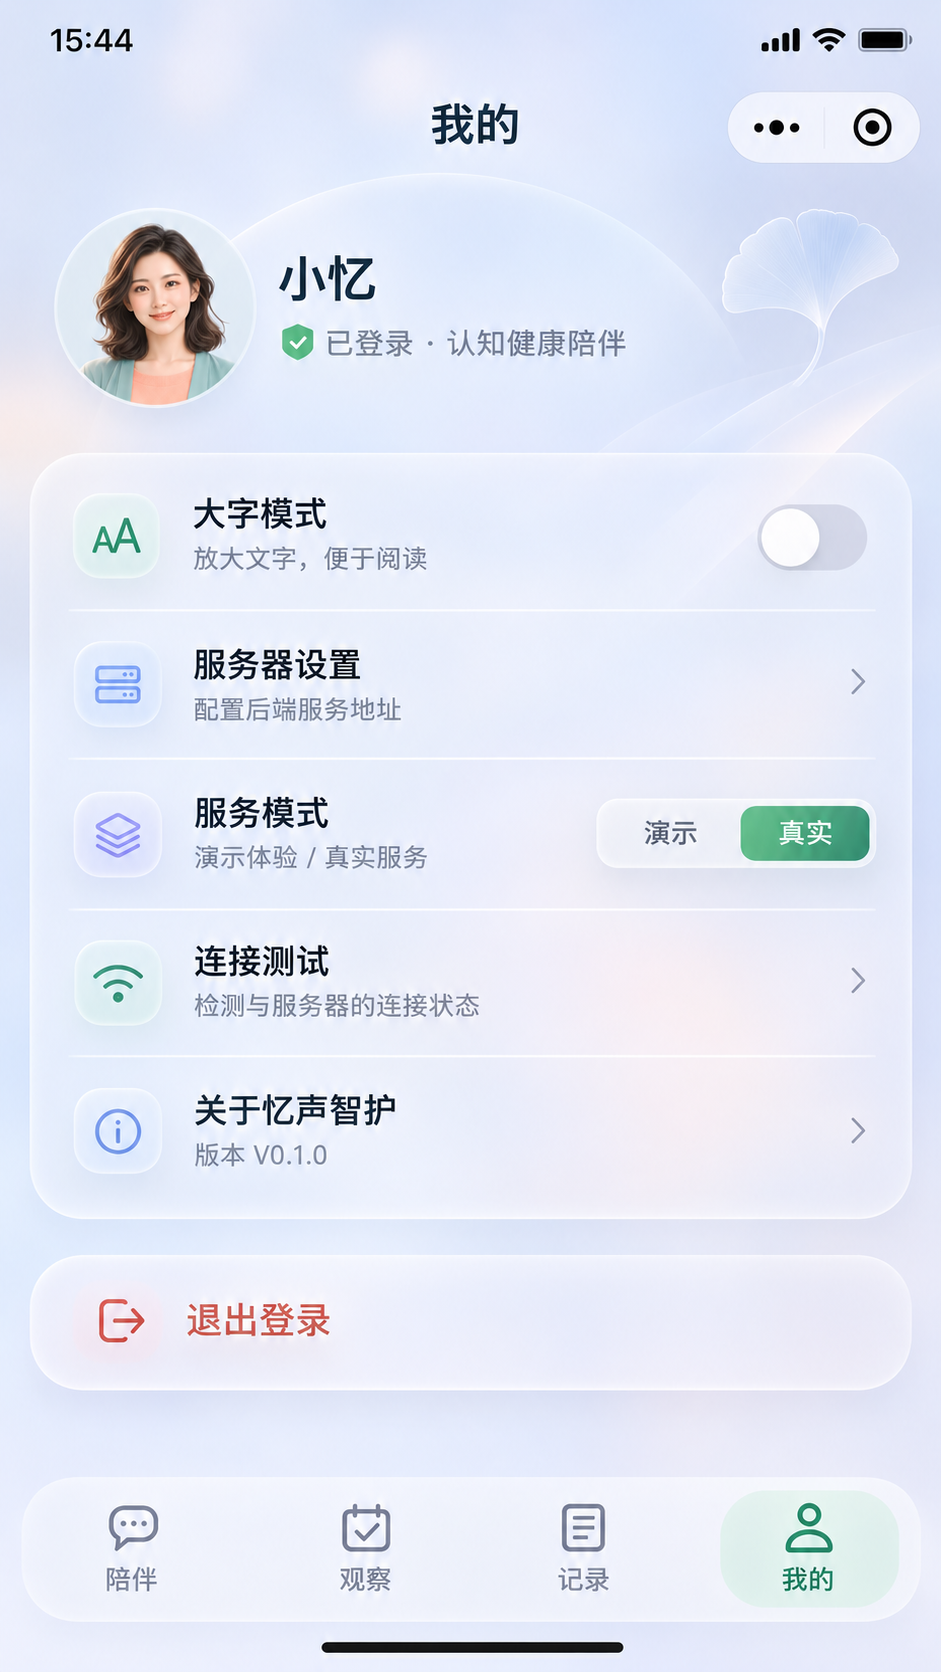 15:44
我的
小忆
已登录 · 认知健康陪伴
AA
大字模式
放大文字，便于阅读
服务器设置
配置后端服务地址
服务模式
演示体验 / 真实服务
演示
真实
连接测试
检测与服务器的连接状态
关于忆声智护
版本 V0.1.0
退出登录
陪伴
观察
记录
我的